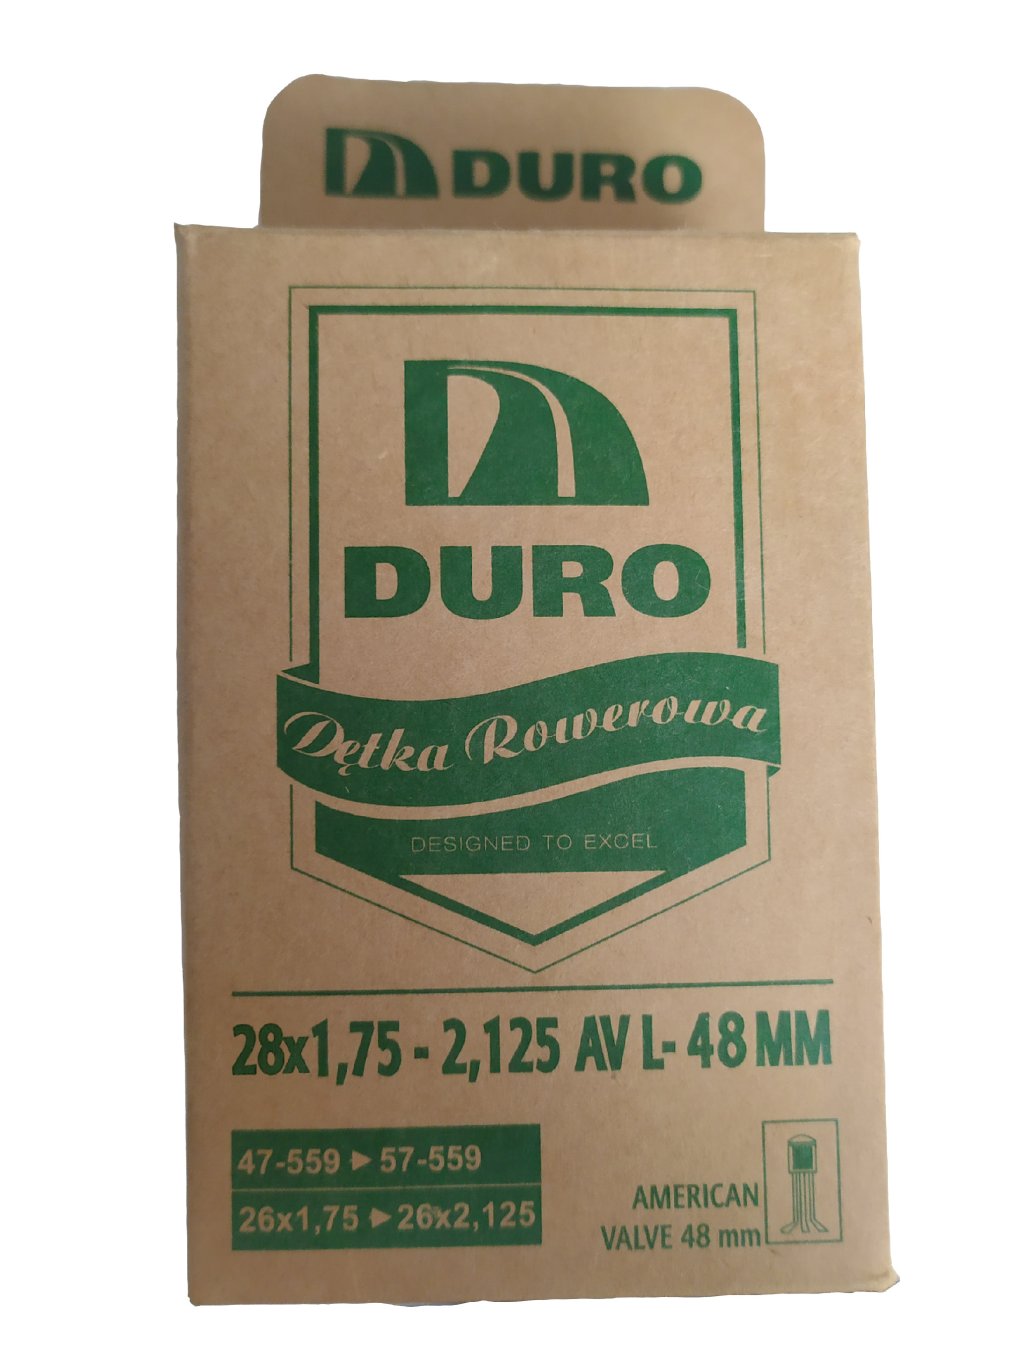 DURO
DURO
Dętka Rowerowa
DESIGNED TO EXCEL
28x1,75 - 2,125 AV L- 48 MM
47-559 ▶ 57-559
26x1,75 ▶ 26x2,125
AMERICAN
VALVE 48 mm